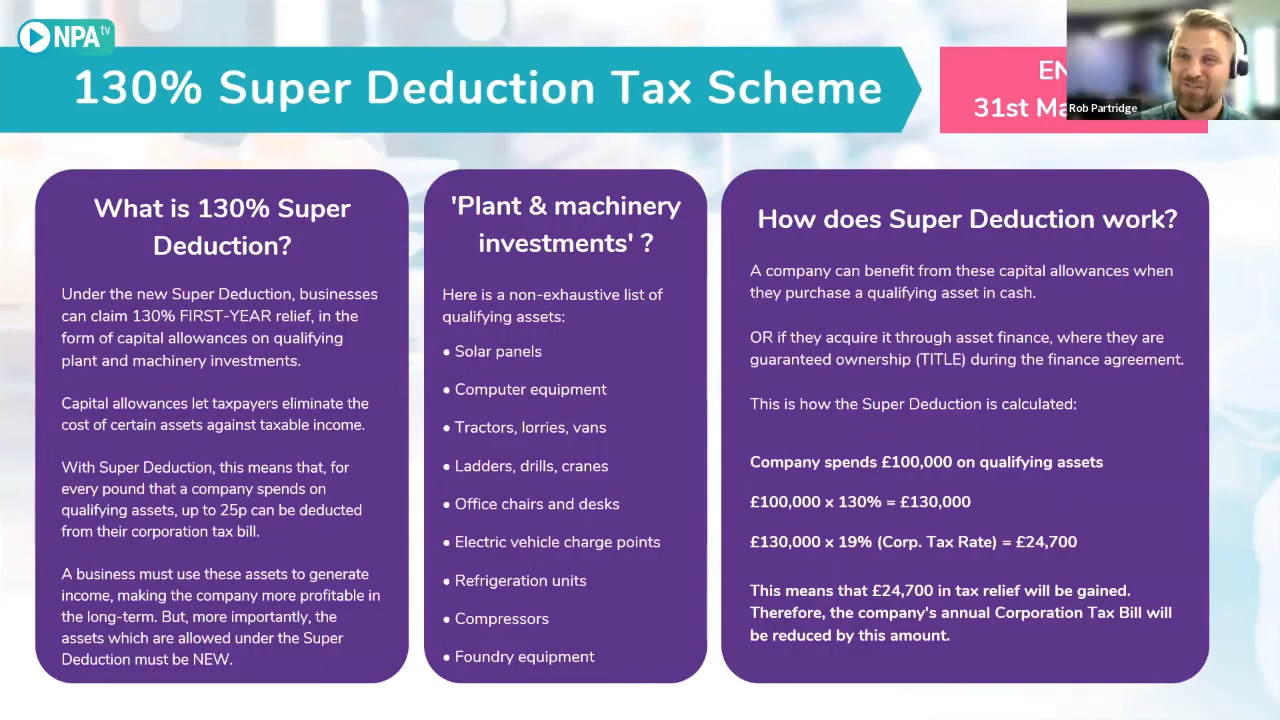 NPA tv
130% Super Deduction Tax Scheme
31st
Rob Partridge
What is 130% Super
Deduction?
Under the new Super Deduction, businesses
can claim 130% FIRST-YEAR relief, in the
form of capital allowances on qualifying
plant and machinery investments.
Capital allowances let taxpayers eliminate the
cost of certain assets against taxable income.
With Super Deduction, this means that, for
every pound that a company spends on
qualifying assets, up to 25p can be deducted
from their corporation tax bill.
A business must use these assets to generate
income, making the company more profitable in
the long-term. But, more importantly, the
assets which are allowed under the Super
Deduction must be NEW.
'Plant & machinery
investments' ?
Here is a non-exhaustive list of
qualifying assets:
• Solar panels
• Computer equipment
• Tractors, lorries, vans
• Ladders, drills, cranes
• Office chairs and desks
• Electric vehicle charge points
• Refrigeration units
• Compressors
• Foundry equipment
How does Super Deduction work?
A company can benefit from these capital allowances when
they purchase a qualifying asset in cash.
OR if they acquire it through asset finance, where they are
guaranteed ownership (TITLE) during the finance agreement.
This is how the Super Deduction is calculated:
Company spends £100,000 on qualifying assets
£100,000 x 130% = £130,000
£130,000 x 19% (Corp. Tax Rate) = £24,700
This means that £24,700 in tax relief will be gained.
Therefore, the company's annual Corporation Tax Bill will
be reduced by this amount.